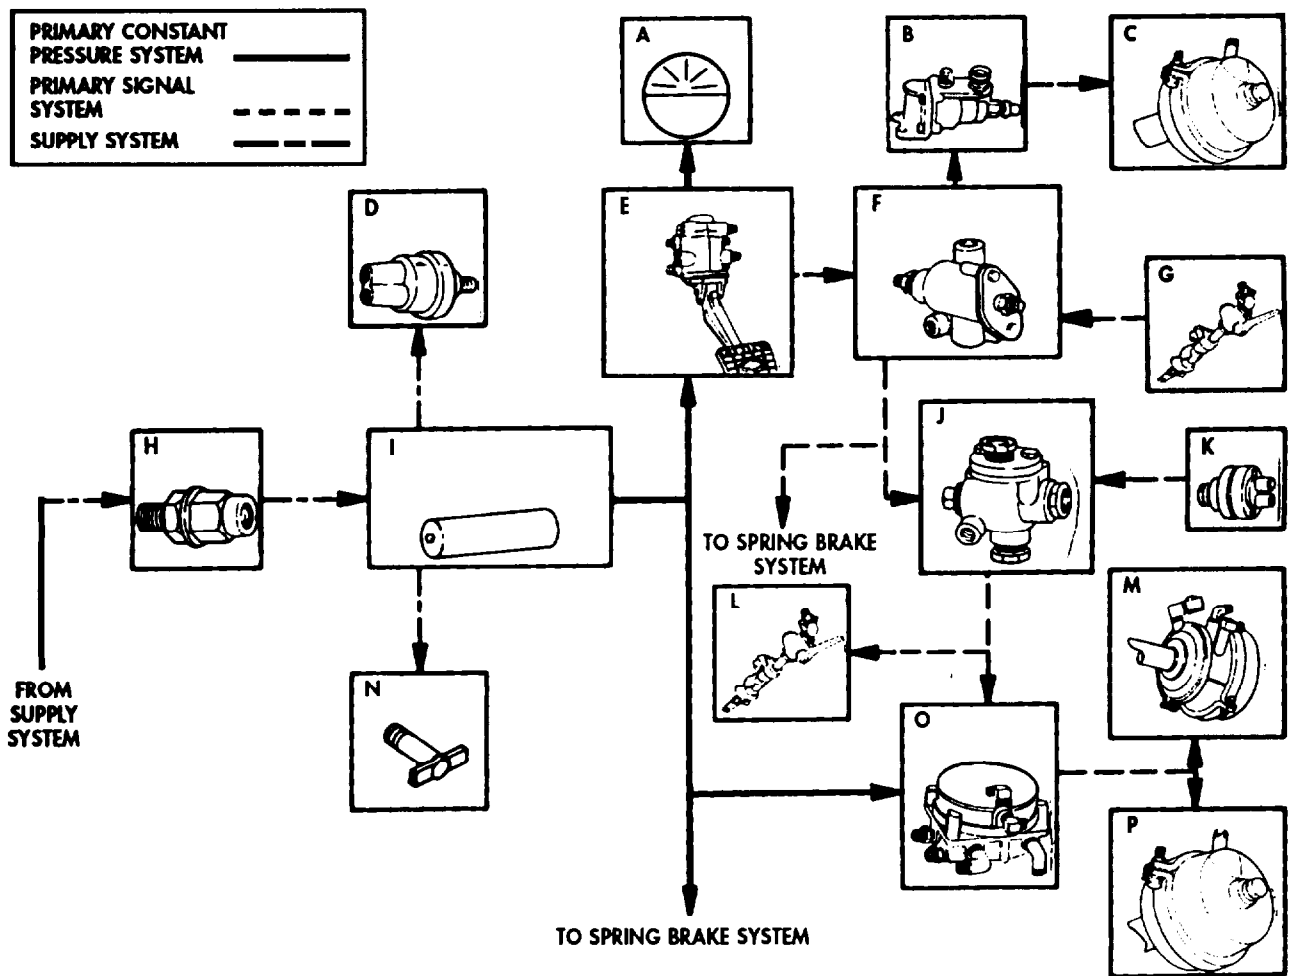 PRIMARY CONSTANT
PRESSURE SYSTEM
PRIMARY SIGNAL
SYSTEM
SUPPLY SYSTEM
A
B
C
D
E
F
G
H
I
J
K
TO SPRING BRAKE
SYSTEM
L
M
FROM
SUPPLY
SYSTEM
N
O
P
TO SPRING BRAKE SYSTEM